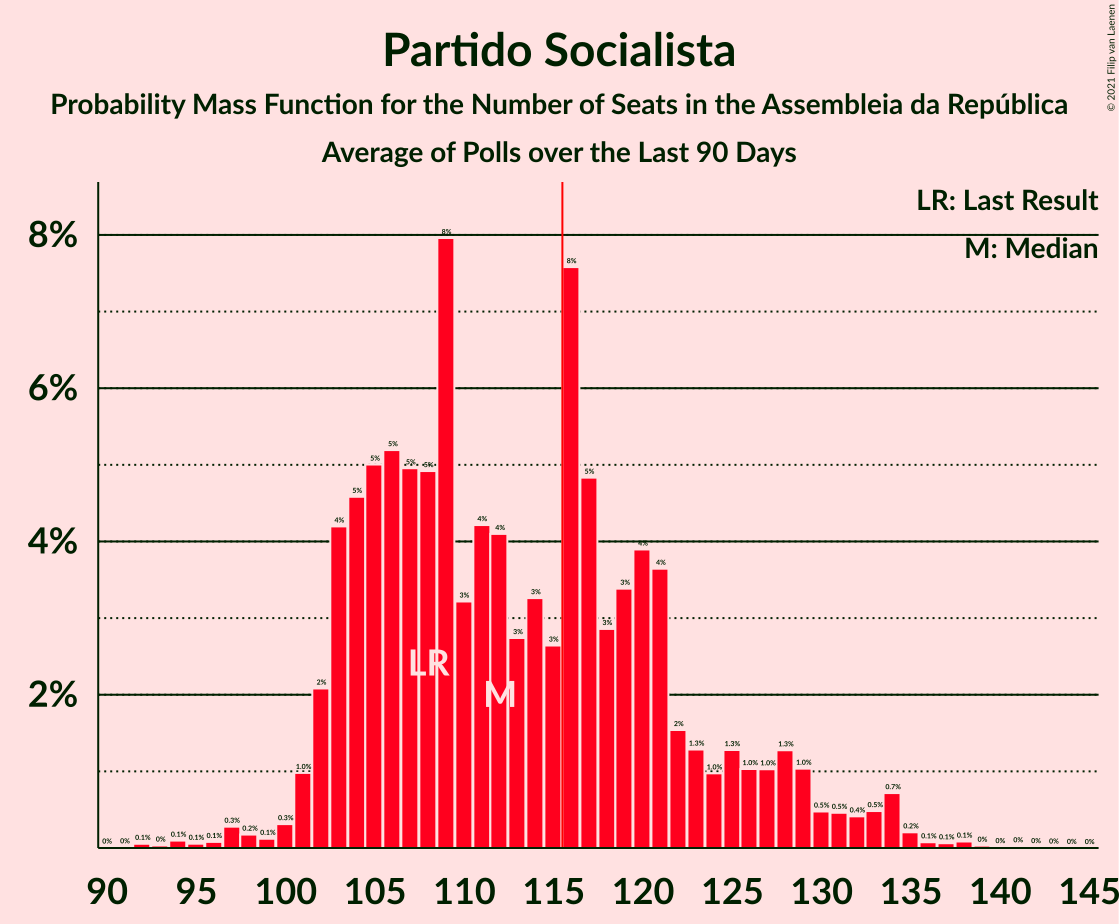 Partido Socialista
Probability Mass Function for the Number of Seats in the Assembleia da República
Average of Polls over the Last 90 Days
© 2021 Filip van Laenen
LR: Last Result
M: Median
8%
6%
4%
2%
0% 0% 0.1% 0% 0.1% 0.1% 0.1% 0.3% 0.2% 0.1% 0.3% 1.0% 2% 4% 5% 5% 5% 5% 5% 8% 3% 4% 4% 3% 3% 3% 8% 5% 3% 3% 4% 4% 2% 1.3% 1.0% 1.3% 1.0% 1.0% 1.3% 1.0% 0.5% 0.5% 0.4% 0.5% 0.7% 0.2% 0.1% 0.1% 0.1% 0% 0% 0% 0% 0% 0% 0%
LR
M
90 95 100 105 110 115 120 125 130 135 140 145